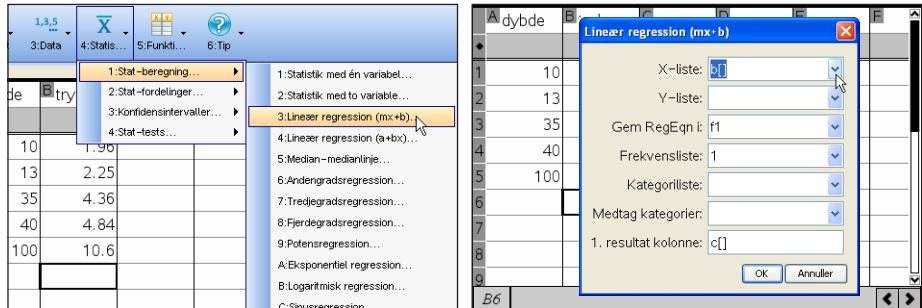 1,3,5
3:Data 4:Statis... 5:Funkti... 6:Tip
1:Stat-beregning...
2:Stat-fordelinger...
3:Konfidensintervaller...
4:Stat-tests...
1:Statistik med én variabel...
2:Statistik med to variable...
3:Lineær regression (mx+b)...
4:Lineær regression (a+bx)...
5:Median-medianlinje...
6:Andengradsregression...
7:Tredjegradsregression...
8:Fjerdegradsregression...
9:Potensregression...
A:Eksponentiel regression...
B:Logaritmisk regression...
C:Sinusregression...
de B try
10 1.96
13 2.25
35 4.36
40 4.84
100 10.6
A dybde B E F
1 10
2 13
3 35
4 40
5 100
6
7
8
9
B6
Lineær regression (mx+b)
X-liste: b[]
Y-liste:
Gem RegEqn i: f1
Frekvensliste: 1
Kategoriliste:
Medtag kategorier:
1. resultat kolonne: c[]
OK Annuller